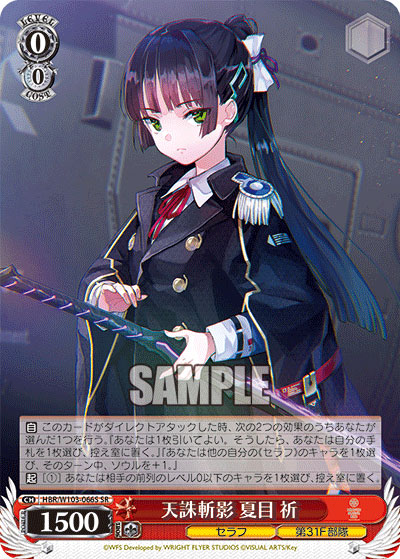 LEVEL
0
0
COST
SAMPLE
自 このカードがダイレクトアタックした時、次の2つの効果のうちあなたが
選んだ1つを行う。『あなたは1枚引いてよい。そうしたら、あなたは自分の手
札を1枚選び、控え室に置く。』『あなたは他の自分の《セラフ》のキャラを1枚選
び、そのターン中、ソウルを+1。』
自【①】 あなたは相手の前列のレベル0以下のキャラを1枚選び、控え室に置く。
CH HBR/W103-066S SR
1500
天誅斬影 夏目 祈
セラフ
第31F部隊
©WFS Developed by WRIGHT FLYER STUDIOS ©VISUAL ARTS/Key